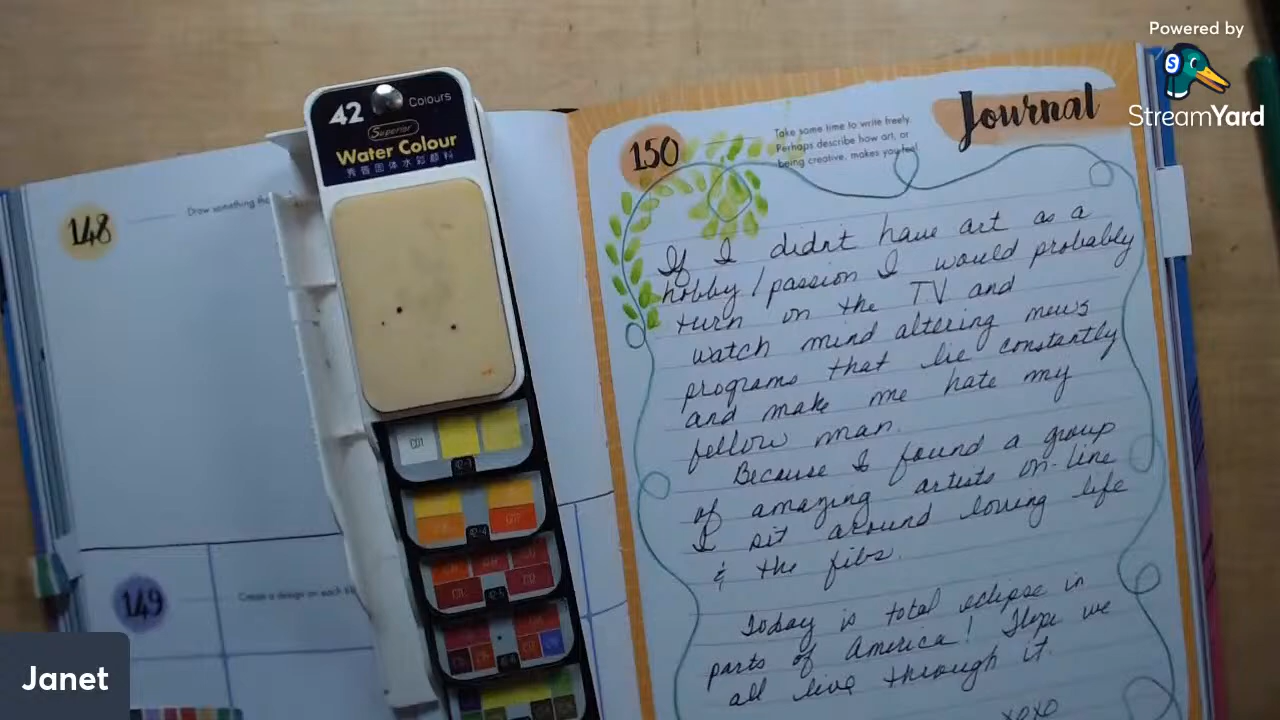 Powered by
StreamYard
42 Colours
Superior
Water Colour
148
Draw something
149
Create a design on each
150
Take some time to write freely.
Perhaps describe how art, or
being creative, makes you feel.
Journal
If I didnt have art as a
hobby/passion I would probably
turn on the TV and
watch mind altering news
programs that lie constantly
and make me hate my
fellow man.
Because I found a group
of amazing artists on-line
I sit around loving life
& the fibs.
Today is total eclipse in
parts of America! Hope we
all live through it.
xoxo
C01
Janet